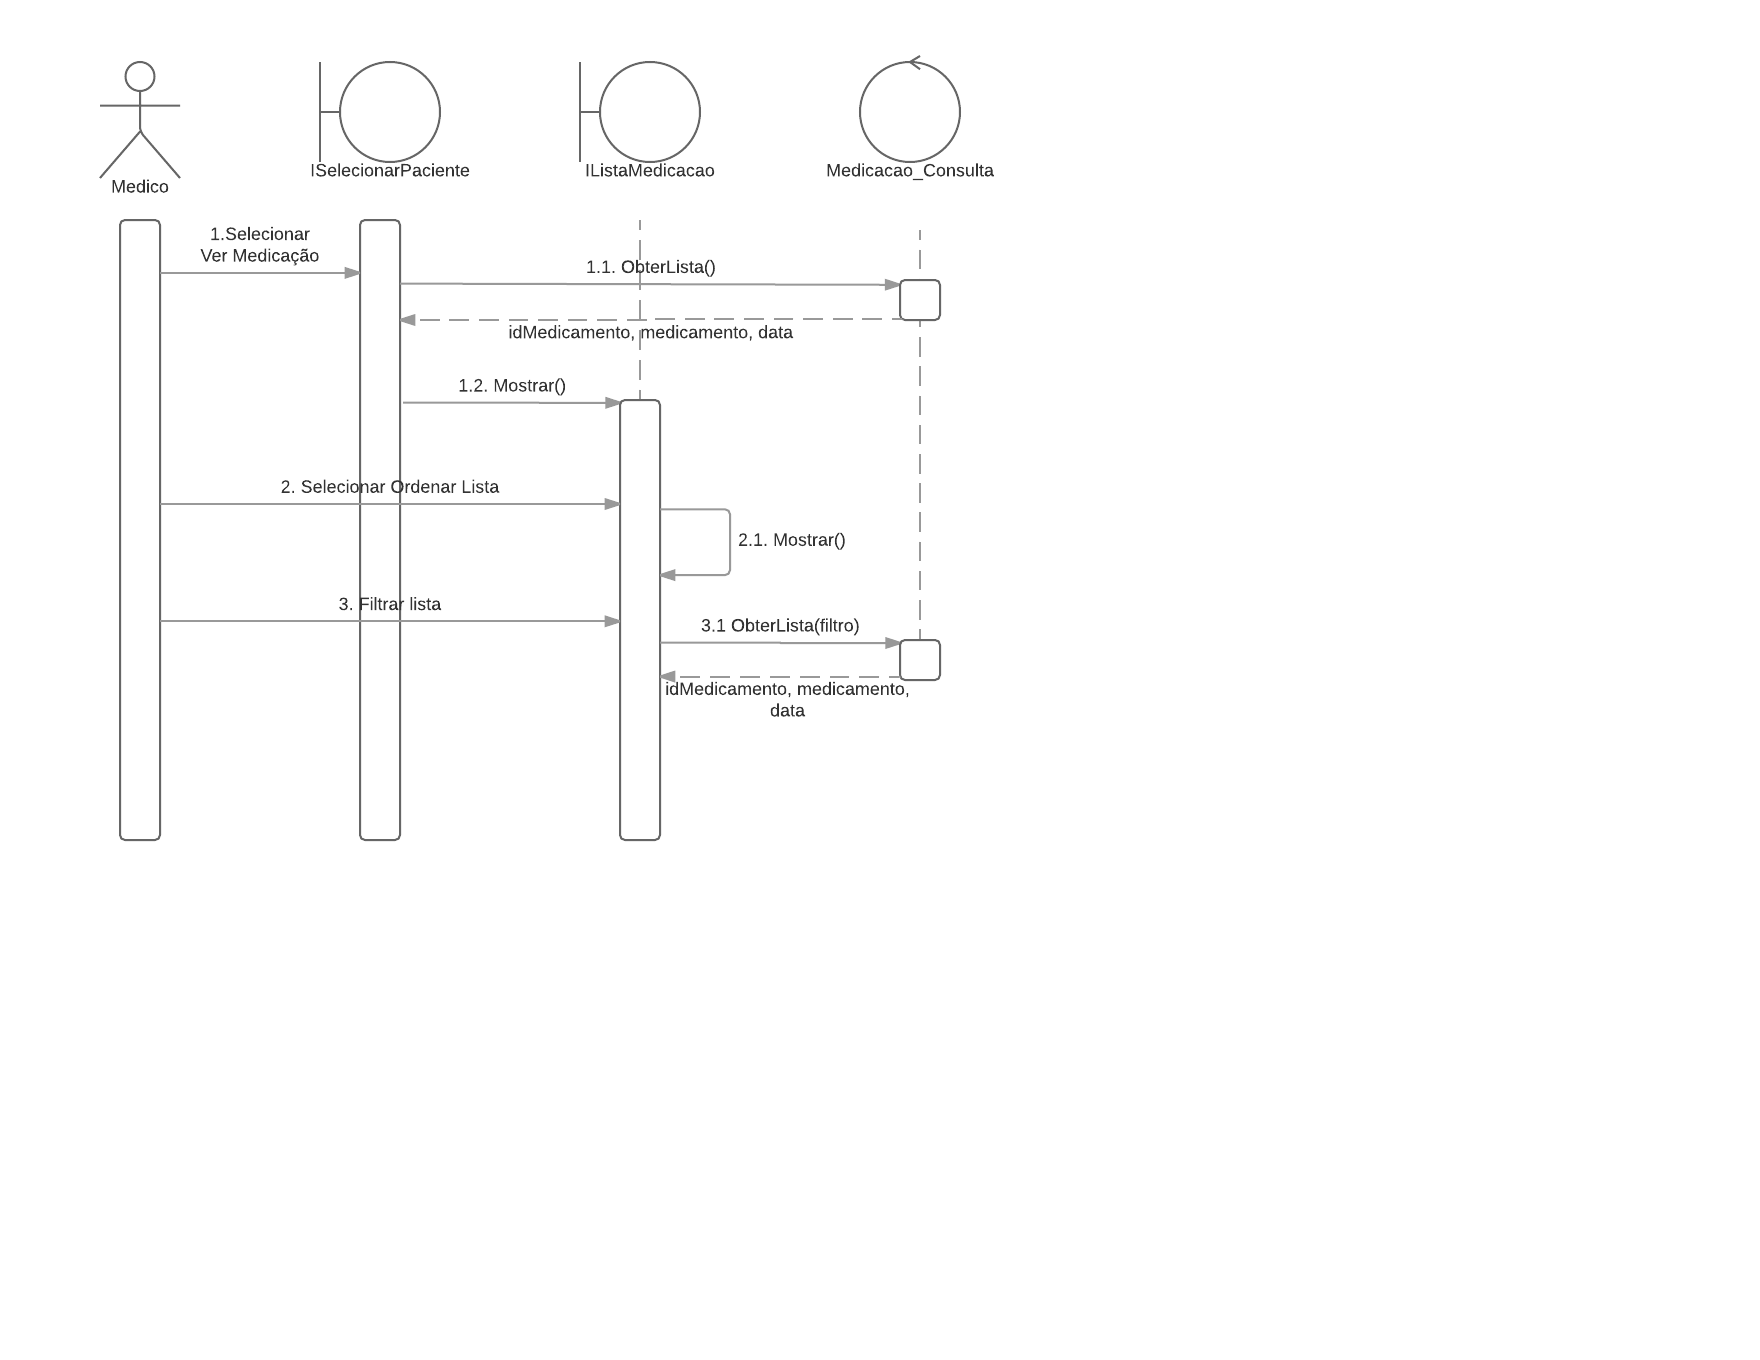 Medico
ISelecionarPaciente
IListaMedicacao
Medicacao_Consulta
1.Selecionar
Ver Medicação
1.1. ObterLista()
idMedicamento, medicamento, data
1.2. Mostrar()
2. Selecionar Ordenar Lista
2.1. Mostrar()
3. Filtrar lista
3.1 ObterLista(filtro)
idMedicamento, medicamento,
data